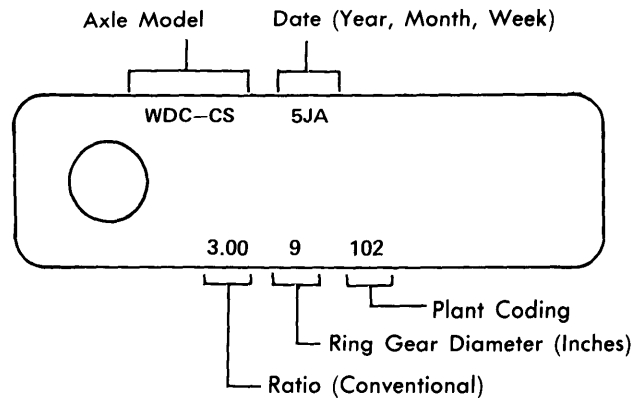 Axle Model Date (Year, Month, Week)
WDC-CS 5JA
3.00 9 102
Plant Coding
Ring Gear Diameter (Inches)
Ratio (Conventional)